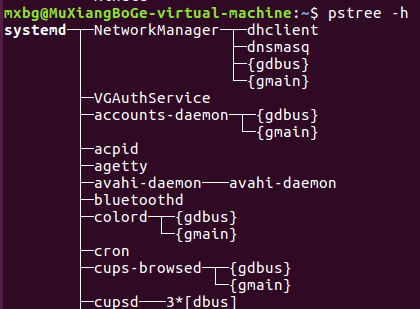 mxbg@MuXiangBoGe-virtual-machine:~$ pstree -h
systemd─┬─NetworkManager─┬─dhclient
        │                ├─dnsmasq
        │                ├─{gdbus}
        │                └─{gmain}
        ├─VGAuthService
        ├─accounts-daemon─┬─{gdbus}
        │                 └─{gmain}
        ├─acpid
        ├─agetty
        ├─avahi-daemon───avahi-daemon
        ├─bluetoothd
        ├─colord─┬─{gdbus}
        │        └─{gmain}
        ├─cron
        ├─cups-browsed─┬─{gdbus}
        │              └─{gmain}
        ├─cupsd───3*[dbus]